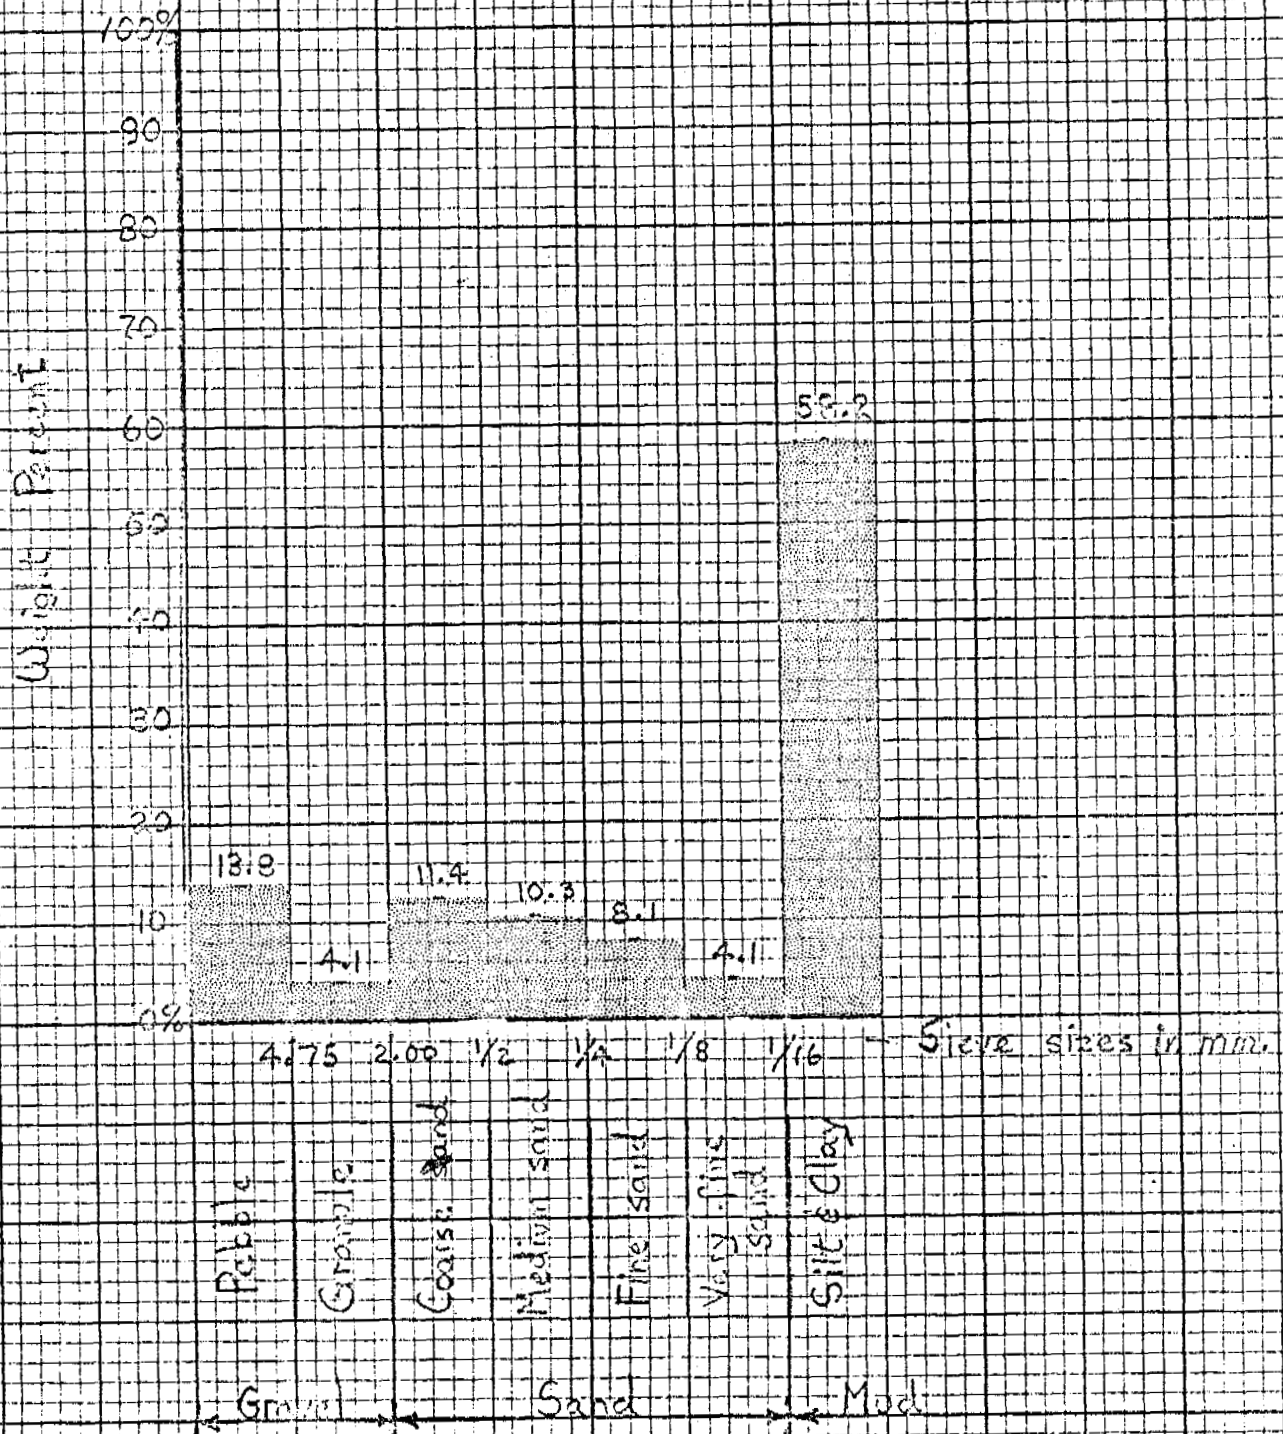 100%
90
80
70
60
50
40
30
20
10
0%
Weight Percent
13.8
4.1
11.4
10.3
8.1
4.1
4.75 2.00 1/2 1/4 1/8 1/16 Sieve sizes in mm.
Pebble
Granule
Coarse sand
Medium sand
Fine sand
Very fine
sand
Silt & Clay
Gravel Sand Mud